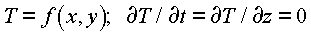 T = f(x, y); ∂T / ∂t = ∂T / ∂z = 0